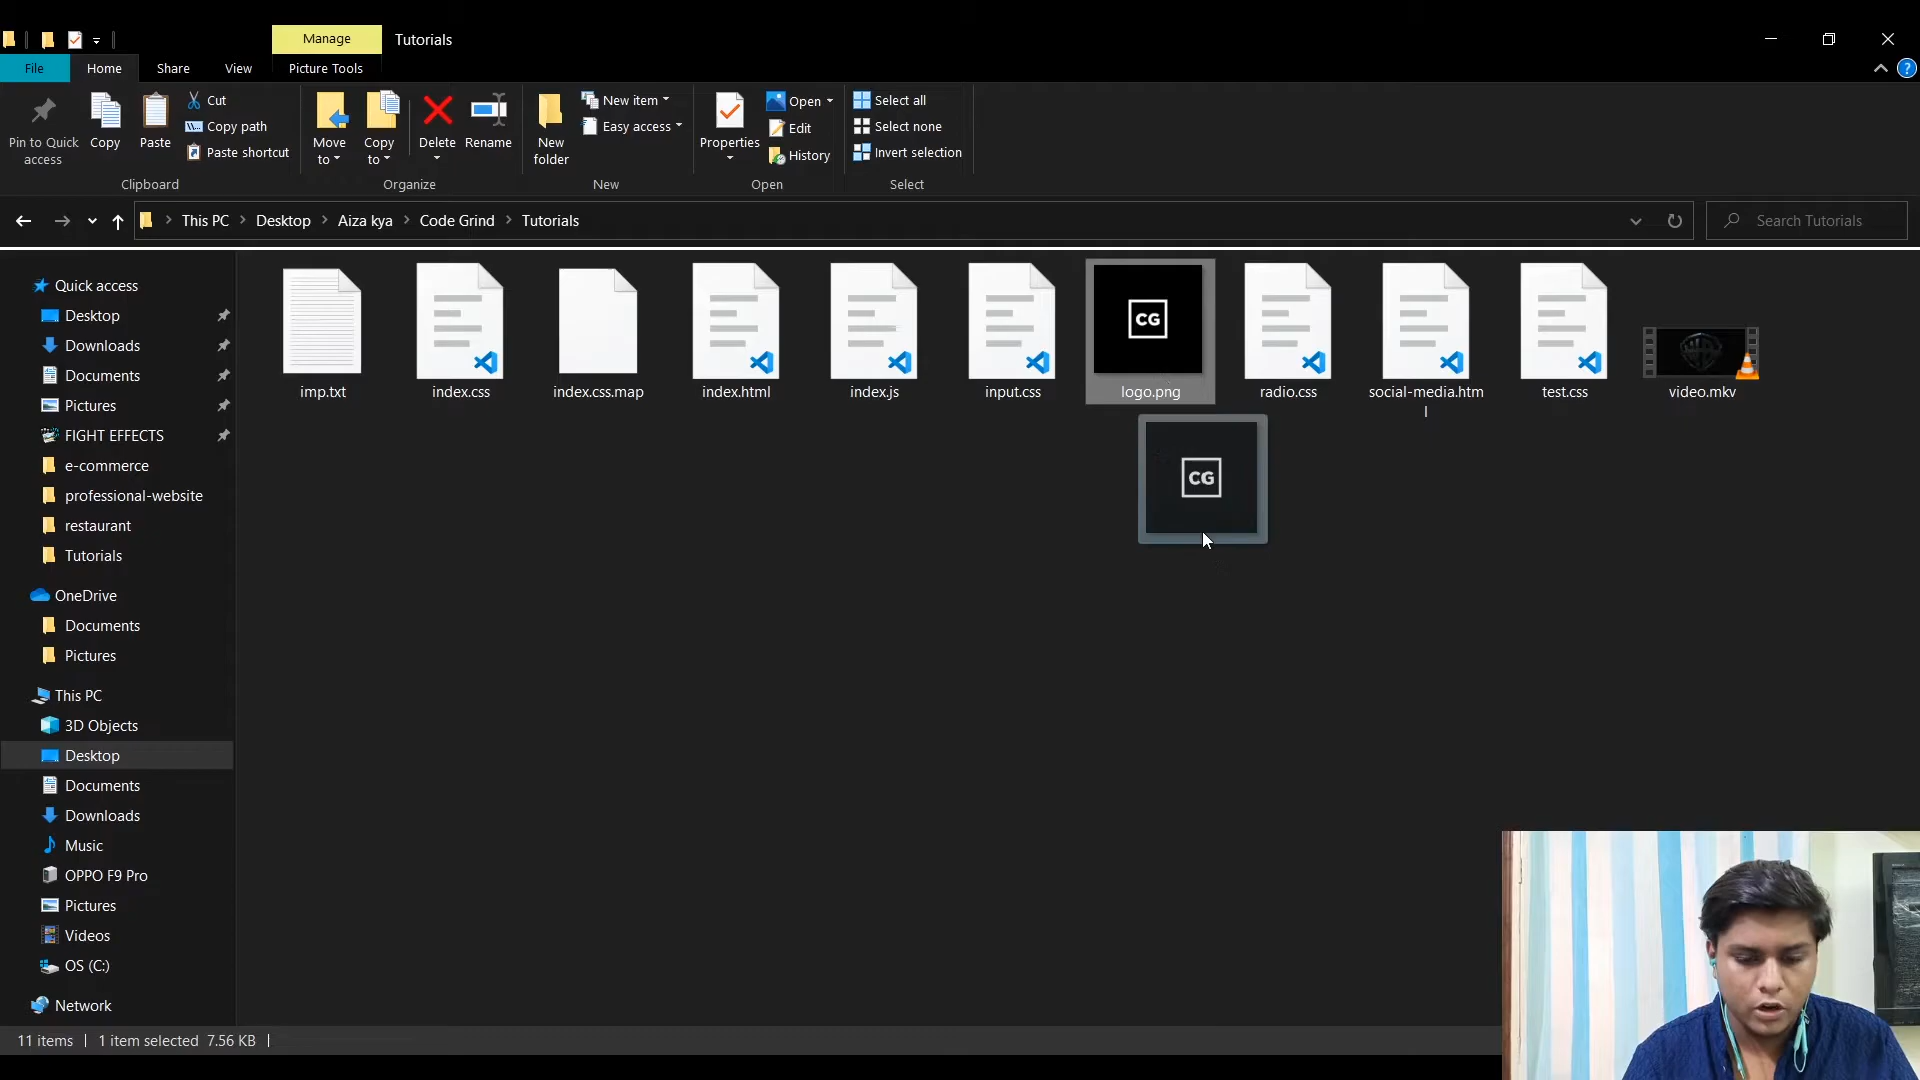 Manage
Tutorials
File
Home
Share
View
Picture Tools
?
Pin to Quick access
Copy
Paste
Cut
Copy path
Paste shortcut
Clipboard
Move to
Copy to
Delete
Rename
Organize
New folder
New item
Easy access
New
Properties
Open
Edit
History
Open
Select all
Select none
Invert selection
Select
This PC
Desktop
Aiza kya
Code Grind
Tutorials
Search Tutorials
Quick access
Desktop
Downloads
Documents
Pictures
FIGHT EFFECTS
e-commerce
professional-website
restaurant
Tutorials
OneDrive
Documents
Pictures
This PC
3D Objects
Desktop
Documents
Downloads
Music
OPPO F9 Pro
Pictures
Videos
OS (C:)
Network
imp.txt
index.css
index.css.map
index.html
index.js
input.css
CG
logo.png
radio.css
social-media.htm
l
test.css
video.mkv
CG
11 items
1 item selected 7.56 KB